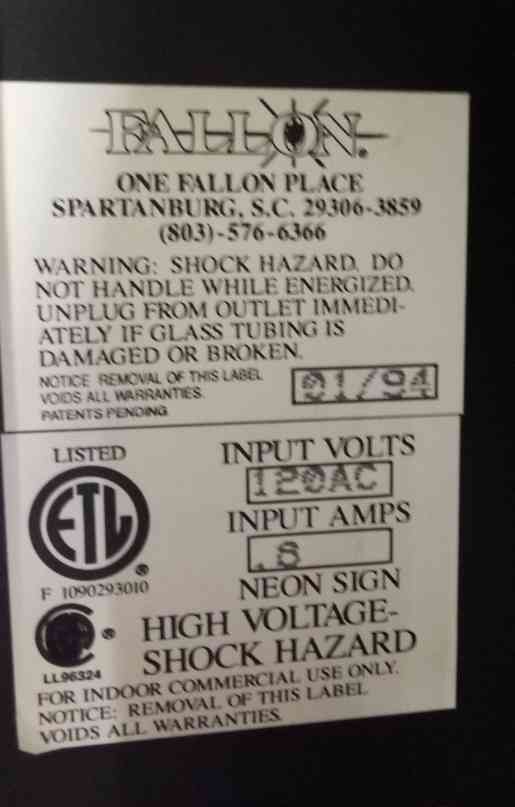 FALLON®
ONE FALLON PLACE
SPARTANBURG, S.C. 29306-3859
(803)-576-6366
WARNING: SHOCK HAZARD. DO
NOT HANDLE WHILE ENERGIZED.
UNPLUG FROM OUTLET IMMEDI-
ATELY IF GLASS TUBING IS
DAMAGED OR BROKEN.
NOTICE REMOVAL OF THIS LABEL
VOIDS ALL WARRANTIES.
PATENTS PENDING
01/94
LISTED
ETL®
F 1090293010
®
LL96324
INPUT VOLTS
120AC
INPUT AMPS
.8
NEON SIGN
HIGH VOLTAGE-
SHOCK HAZARD
FOR INDOOR COMMERCIAL USE ONLY.
NOTICE: REMOVAL OF THIS LABEL
VOIDS ALL WARRANTIES.